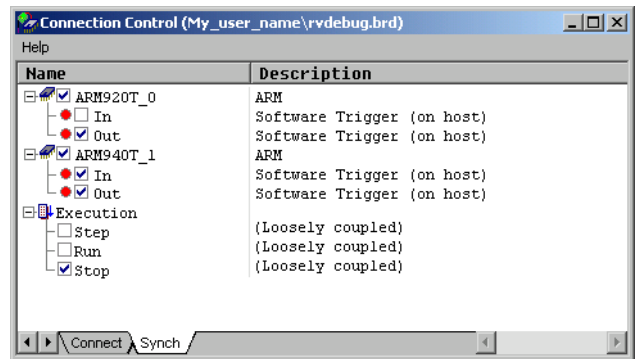 Connection Control (My_user_name\rvdebug.brd)
Help
Name Description
ARM920T_0 ARM
In Software Trigger (on host)
Out Software Trigger (on host)
ARM940T_1 ARM
In Software Trigger (on host)
Out Software Trigger (on host)
Execution
Step (Loosely coupled)
Run (Loosely coupled)
Stop (Loosely coupled)
Connect Synch